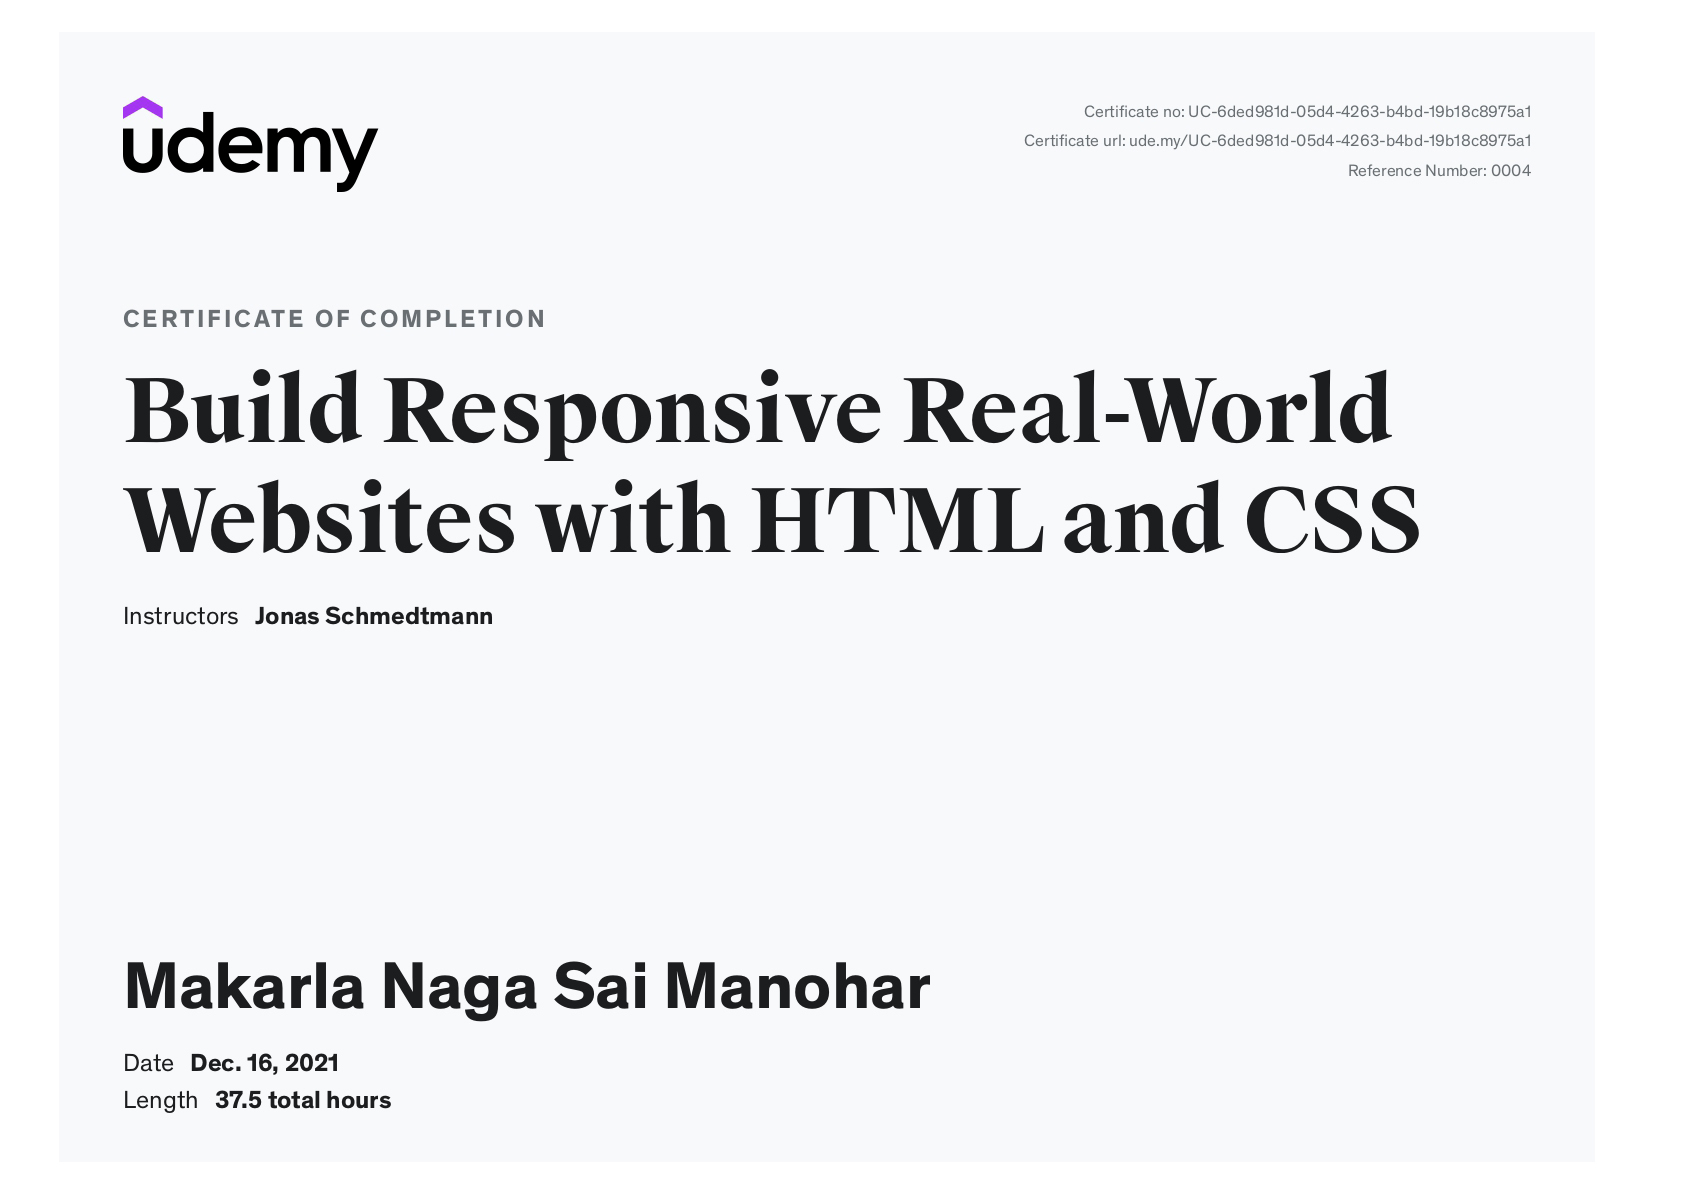 udemy
Certificate no: UC-6ded981d-05d4-4263-b4bd-19b18c8975a1
Certificate url: ude.my/UC-6ded981d-05d4-4263-b4bd-19b18c8975a1
Reference Number: 0004
CERTIFICATE OF COMPLETION
Build Responsive Real-World
Websites with HTML and CSS
Instructors Jonas Schmedtmann
Makarla Naga Sai Manohar
Date Dec. 16, 2021
Length 37.5 total hours